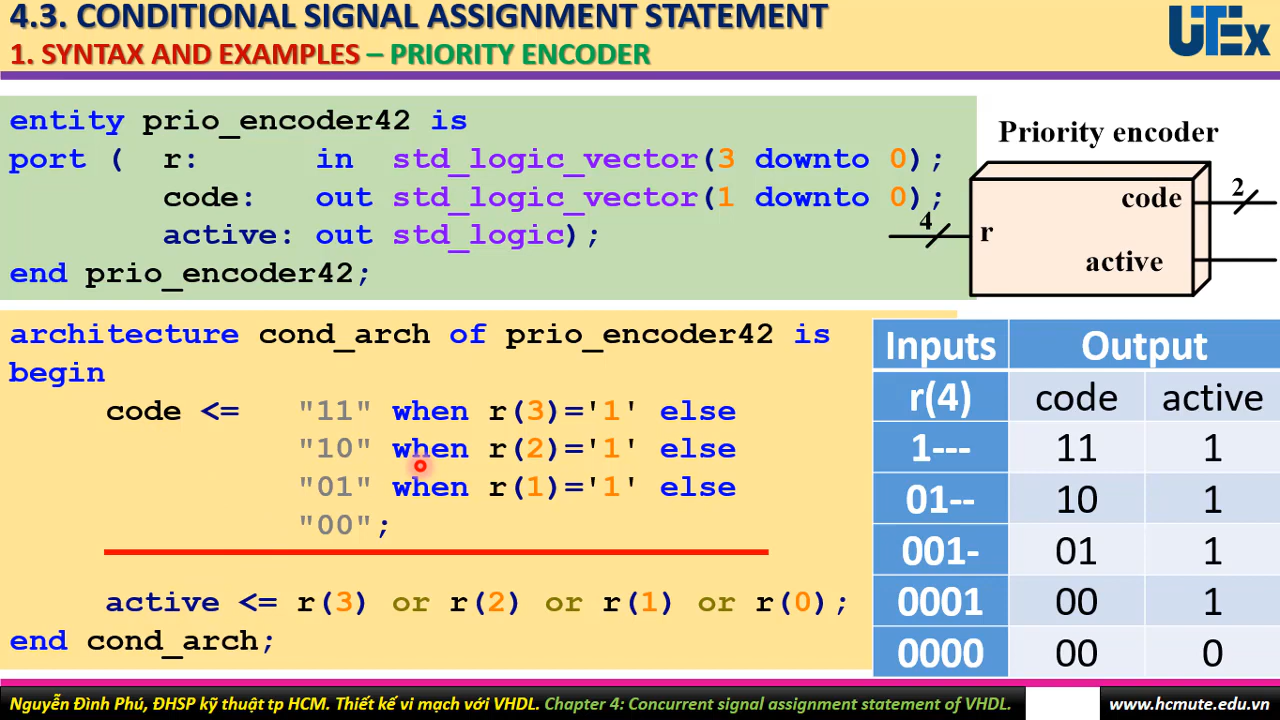 4.3. CONDITIONAL SIGNAL ASSIGNMENT STATEMENT
1. SYNTAX AND EXAMPLES – PRIORITY ENCODER
UTEx
entity prio_encoder42 is
port ( r: in std_logic_vector(3 downto 0);
code: out std_logic_vector(1 downto 0);
active: out std_logic);
end prio_encoder42;
Priority encoder
4
r
code
2
active
architecture cond_arch of prio_encoder42 is
begin
code <= "11" when r(3)='1' else
"10" when r(2)='1' else
"01" when r(1)='1' else
"00";
active <= r(3) or r(2) or r(1) or r(0);
end cond_arch;
Inputs Output
r(4) code active
1--- 11 1
01-- 10 1
001- 01 1
0001 00 1
0000 00 0
Nguyễn Đình Phú, ĐHSP kỹ thuật tp HCM. Thiết kế vi mạch với VHDL. Chapter 4: Concurrent signal assignment statement of VHDL.
www.hcmute.edu.vn